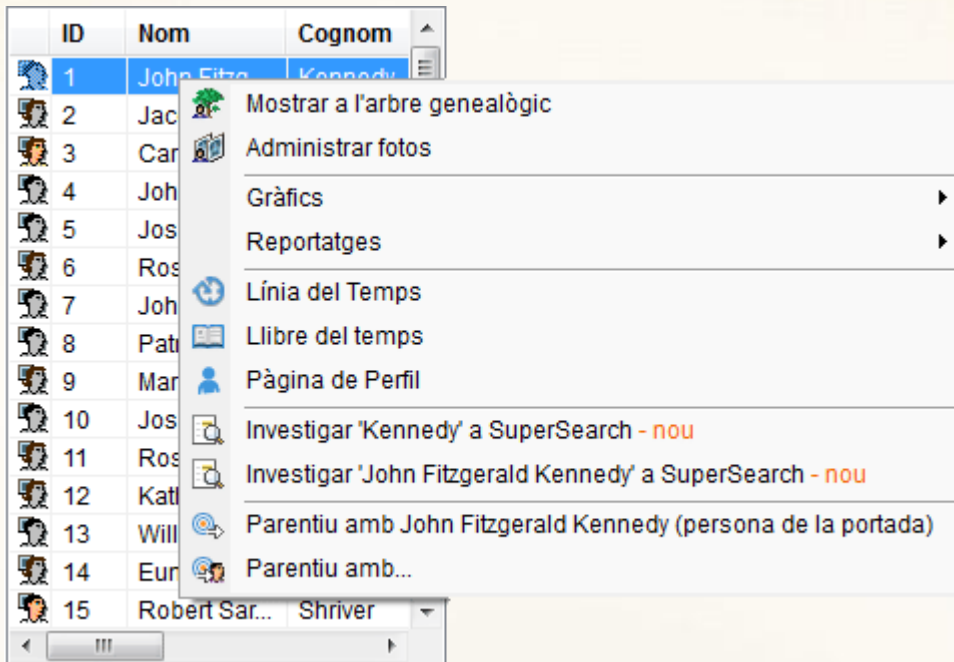 ID Nom Cognom
1 John Fitzg... Kennedy
Mostrar a l'arbre genealògic
2 Jac
Administrar fotos
3 Car
4 Joh
Gràfics
5 Jos
Reportatges
6 Ros
Línia del Temps
7 Joh
Llibre del temps
8 Patr
Pàgina de Perfil
9 Mar
10 Jos
Investigar 'Kennedy' a SuperSearch - nou
11 Ros
Investigar 'John Fitzgerald Kennedy' a SuperSearch - nou
12 Kath
13 Will
Parentiu amb John Fitzgerald Kennedy (persona de la portada)
14 Eun
Parentiu amb...
15 Robert Sar... Shriver